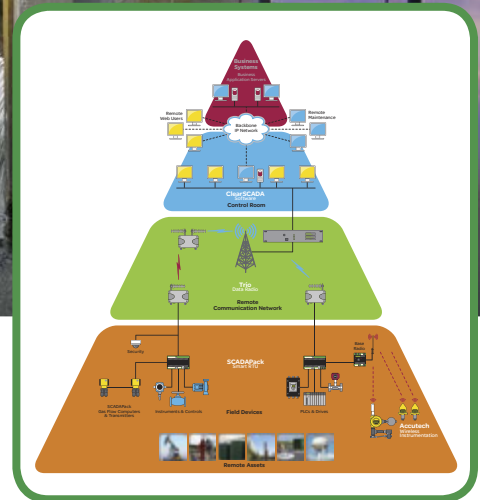 Business
Systems
Business
Application Servers
Remote
Web Users
Remote
Maintenance
Backbone
IP Network
ClearSCADA
Software
Control Room
Trio
Data Radio
Remote
Communication Network
Security
SCADAPack
Smart RTU
Base
Radio
SCADAPack
Gas Flow Computers
& Transmitters
Instruments & Controls
Field Devices
PLCs & Drives
Accutech
Wireless
Instrumentation
Remote Assets